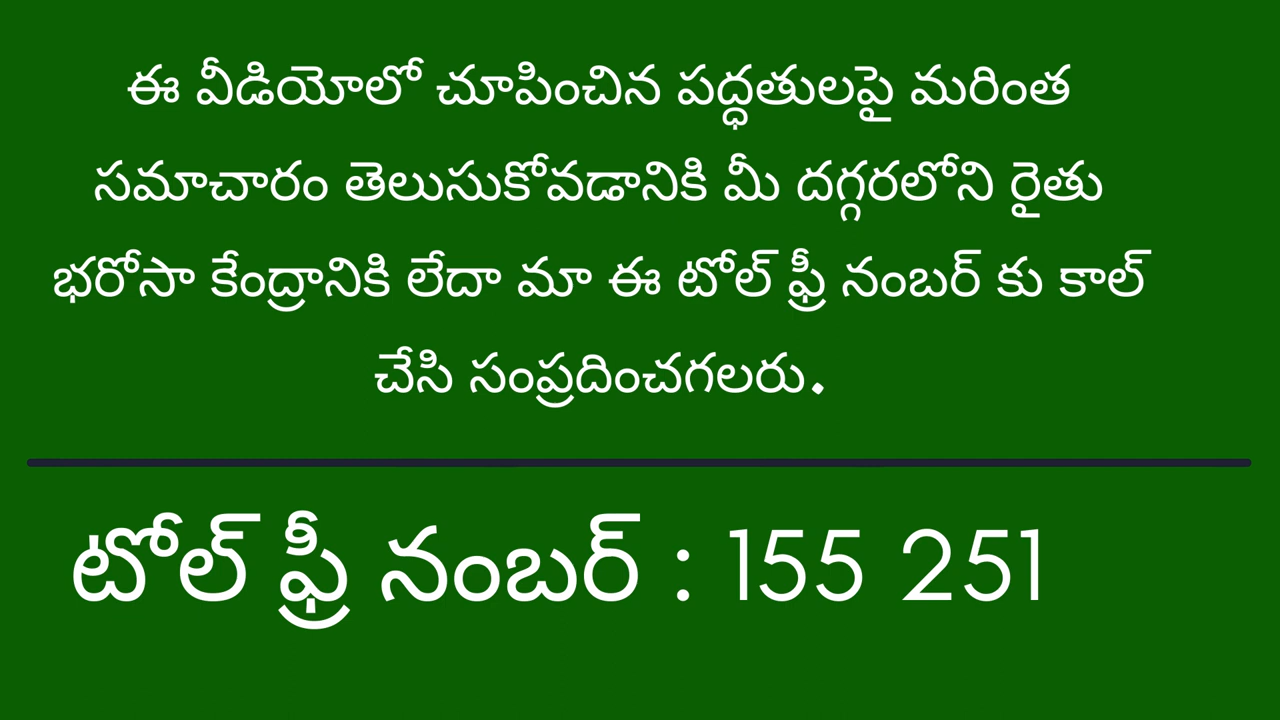 ఈ వీడియోలో చూపించిన పద్ధతులపై మరింత
సమాచారం తెలుసుకోవడానికి మీ దగ్గరలోని రైతు
భరోసా కేంద్రానికి లేదా మా ఈ టోల్ ఫ్రీ నంబర్ కు కాల్
చేసి సంప్రదించగలరు.
టోల్ ఫ్రీ నంబర్ : 155 251